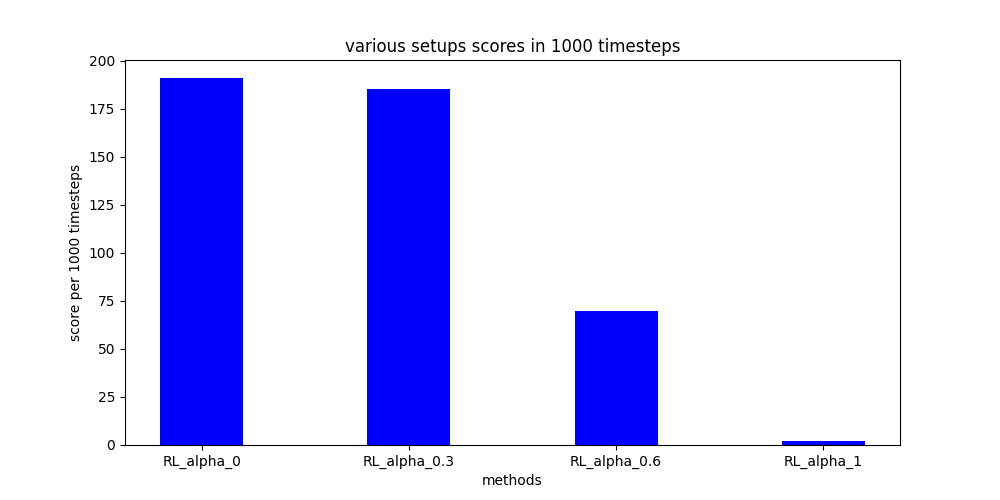 various setups scores in 1000 timesteps
200
175
150
125
100
75
50
25
0
score per 1000 timesteps
RL_alpha_0 RL_alpha_0.3 RL_alpha_0.6 RL_alpha_1
methods